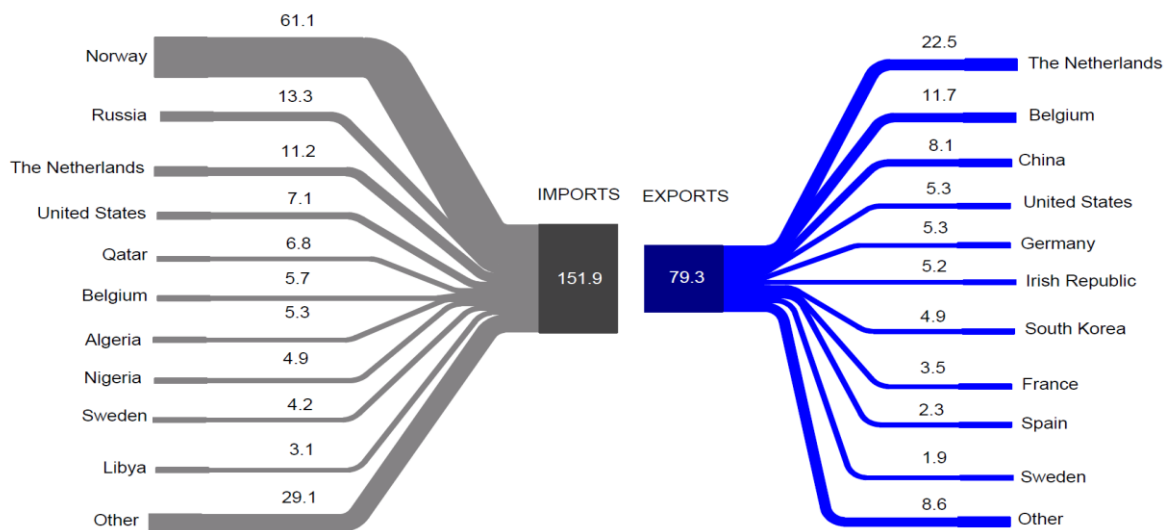 61.1
Norway
13.3
Russia
11.2
The Netherlands
7.1
United States
6.8
Qatar
5.7
Belgium
5.3
Algeria
4.9
Nigeria
4.2
Sweden
3.1
Libya
29.1
Other
IMPORTS
151.9
EXPORTS
79.3
22.5
The Netherlands
11.7
Belgium
8.1
China
5.3
United States
5.3
Germany
5.2
Irish Republic
4.9
South Korea
3.5
France
2.3
Spain
1.9
Sweden
8.6
Other